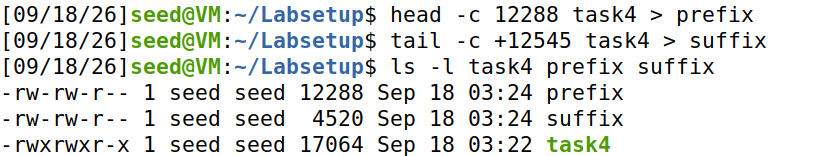 [09/18/26]seed@VM:~/Labsetup$ head -c 12288 task4 > prefix
[09/18/26]seed@VM:~/Labsetup$ tail -c +12545 task4 > suffix
[09/18/26]seed@VM:~/Labsetup$ ls -l task4 prefix suffix
-rw-rw-r-- 1 seed seed 12288 Sep 18 03:24 prefix
-rw-rw-r-- 1 seed seed  4520 Sep 18 03:24 suffix
-rwxrwxr-x 1 seed seed 17064 Sep 18 03:22 task4